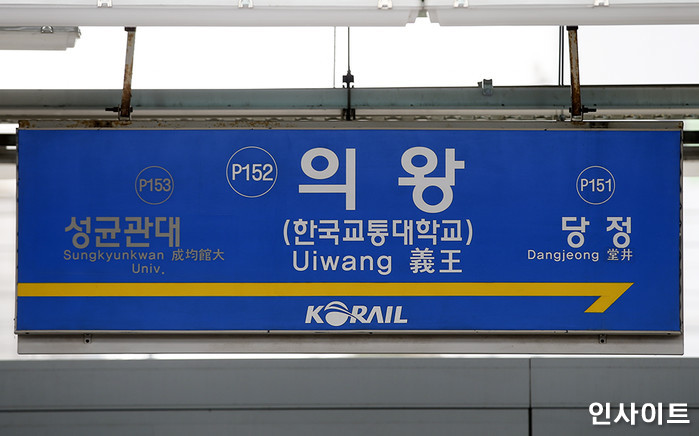 P153
성균관대
Sungkyunkwan 成均館大
Univ.
P152 의 왕
(한국교통대학교)
Uiwang 義王
P151
당 정
Dangjeong 堂井
KORAIL
인사이트